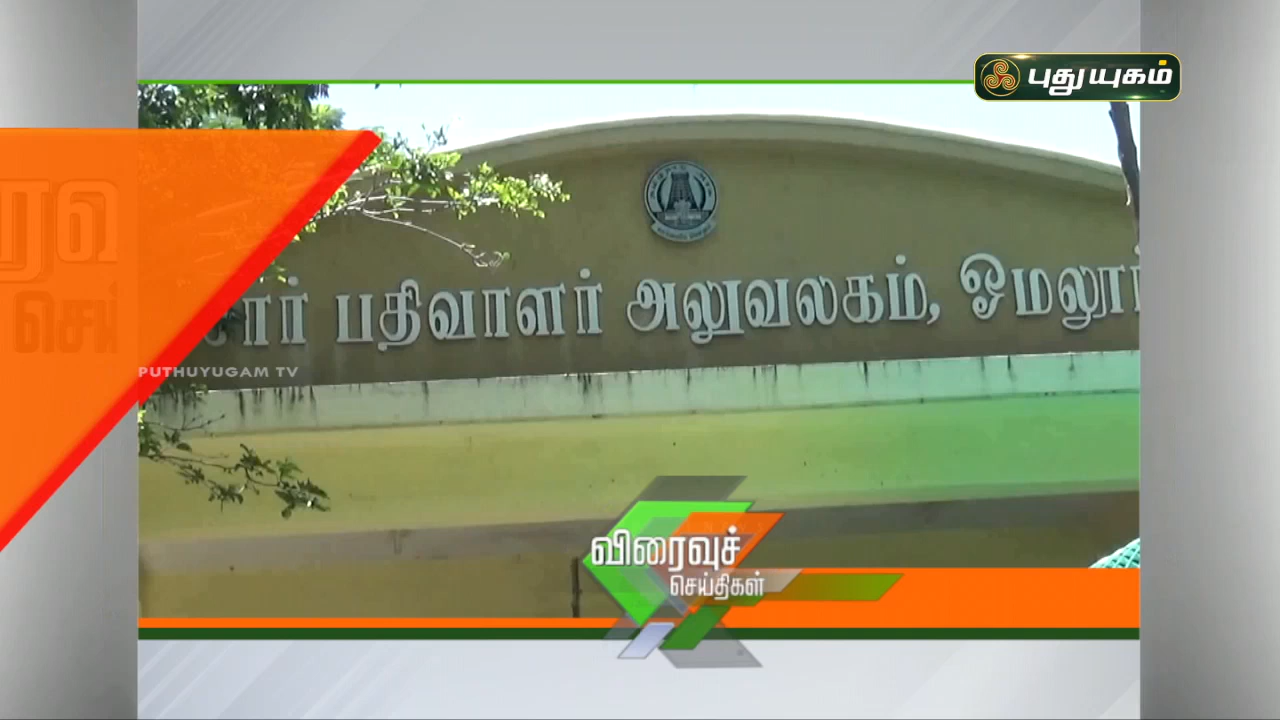 புதுயுகம்
பதிவாளர் அலுவலகம், ஓமலூர்
PUTHUYUGAM TV
விரைவுச்
செய்திகள்